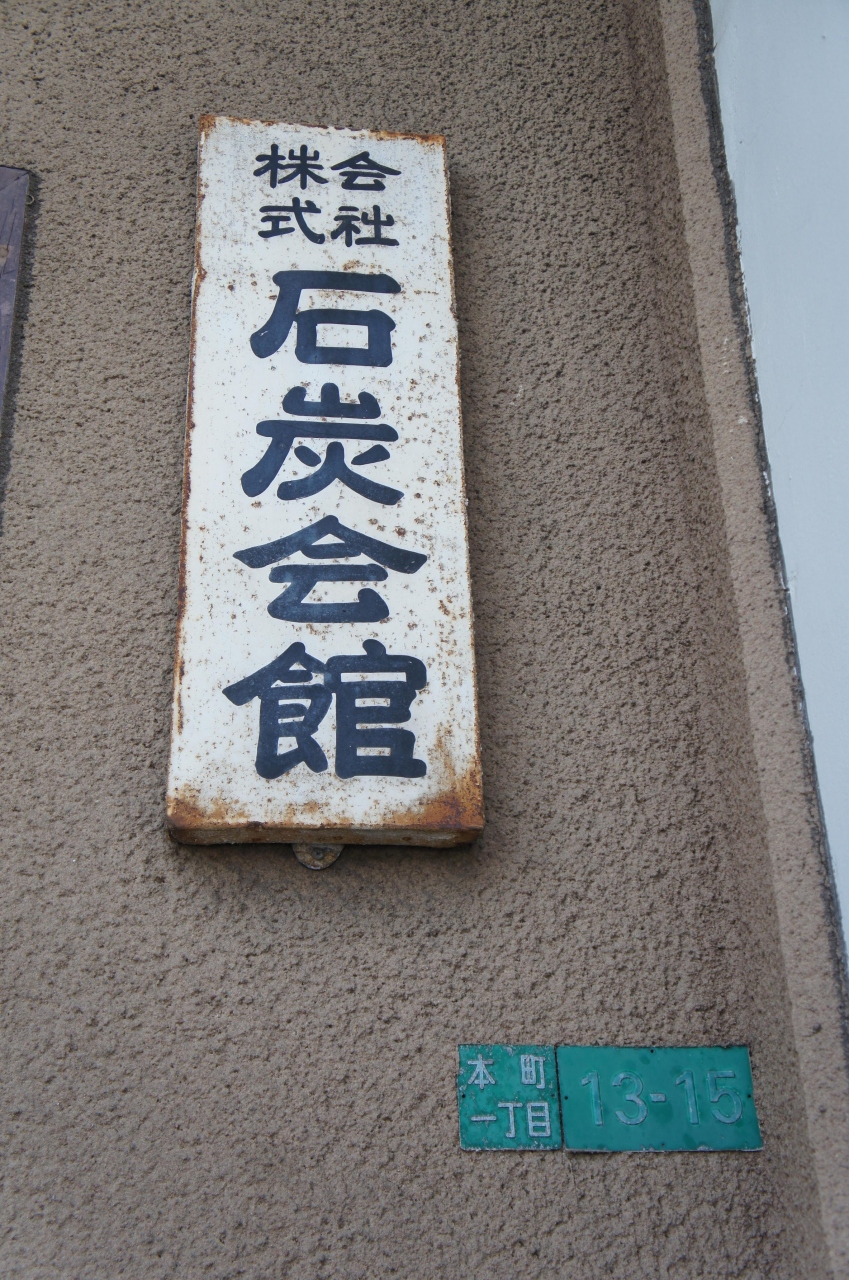 株式会社
石炭会館
本町
一丁目
13-15